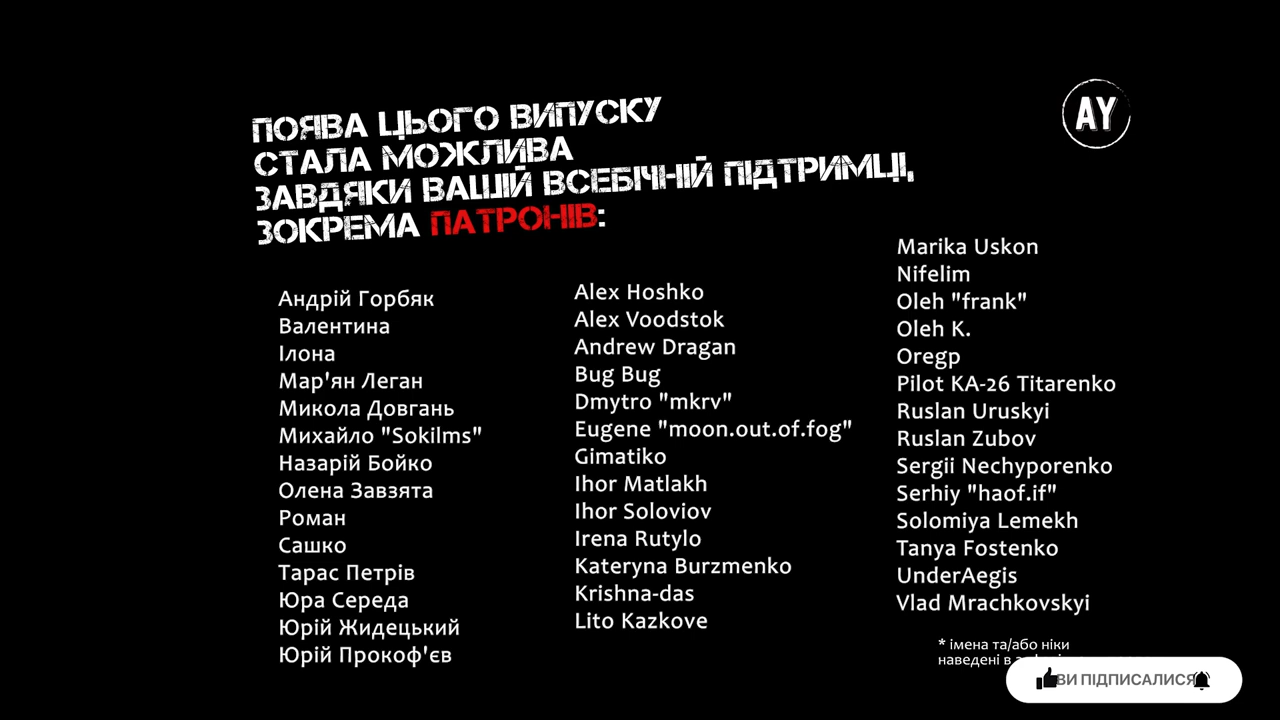 ПОЯВА ЦЬОГО ВИПУСКУ
СТАЛА МОЖЛИВА
ЗАВДЯКИ ВАШІЙ ВСЕБІЧНІЙ ПІДТРИМЦІ,
ЗОКРЕМА ПАТРОНІВ:
AY
Андрій Горбяк
Валентина
Ілона
Мар'ян Леган
Микола Довгань
Михайло "Sokilms"
Назарій Бойко
Олена Завзята
Роман
Сашко
Тарас Петрів
Юра Середа
Юрій Жидецький
Юрій Прокоф'єв
Alex Hoshko
Alex Voodstok
Andrew Dragan
Bug Bug
Dmytro "mkrv"
Eugene "moon.out.of.fog"
Gimatiko
Ihor Matlakh
Ihor Soloviov
Irena Rutylo
Kateryna Burzmenko
Krishna-das
Lito Kazkove
Marika Uskon
Nifelim
Oleh "frank"
Oleh K.
Oregp
Pilot KA-26 Titarenko
Ruslan Uruskyi
Ruslan Zubov
Sergii Nechyporenko
Serhiy "haof.if"
Solomiya Lemekh
Tanya Fostenko
UnderAegis
Vlad Mrachkovskyi
* імена та/або ніки
наведені в
ВИ ПІДПИСАЛИСЯ